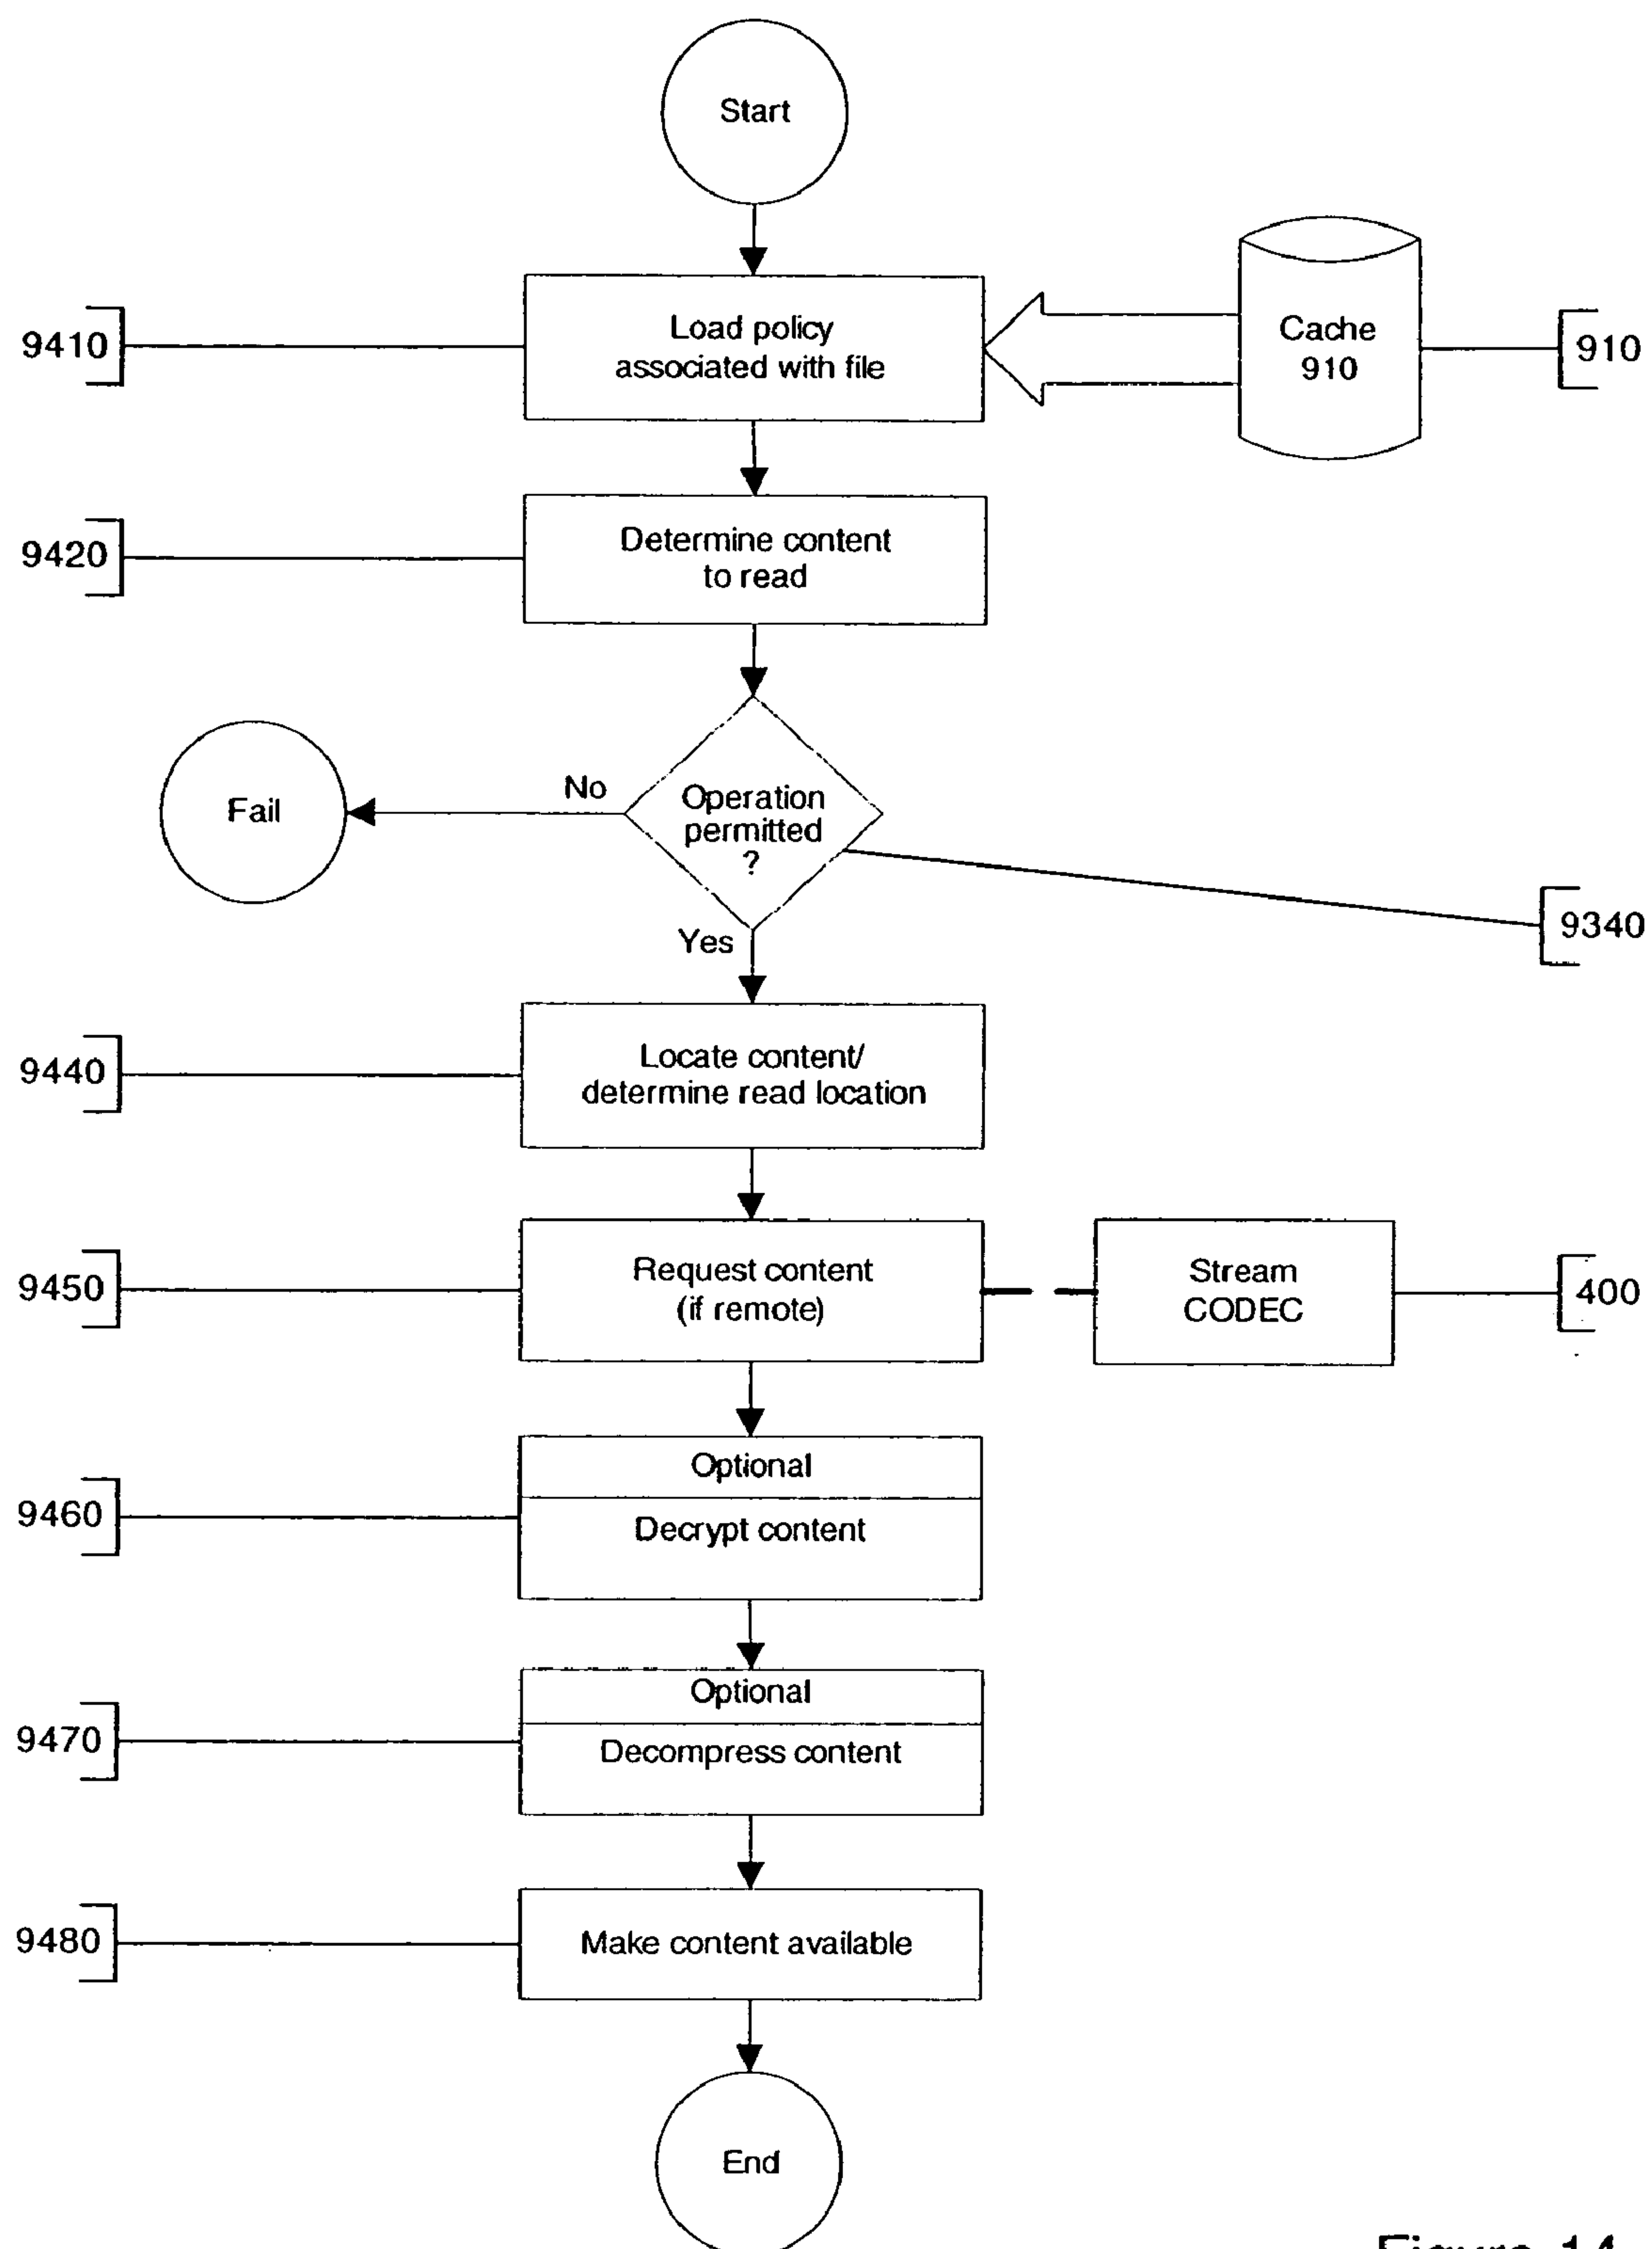 Start
9410
Load policy
associated with file
Cache
910
910
9420
Determine content
to read
Fail
No
Operation
permitted
?
9340
Yes
9440
Locate content/
determine read location
9450
Request content
(if remote)
Stream
CODEC
400
9460
Optional
Decrypt content
9470
Optional
Decompress content
9480
Make content available
End
Figure 14